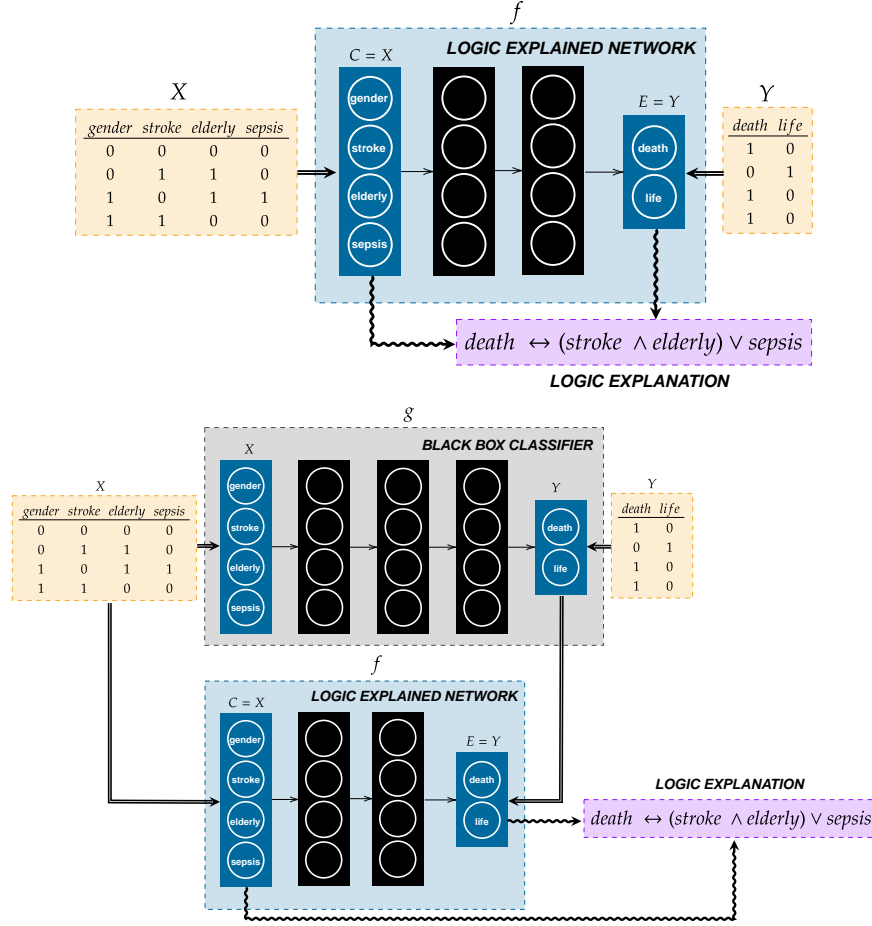 f
LOGIC EXPLAINED NETWORK
C = X
X
gender stroke elderly sepsis
0 0 0 0
0 1 1 0
1 0 1 1
1 1 0 0
gender
stroke
elderly
sepsis
E = Y
death
life
Y
death life
1 0
0 1
1 0
1 0
death ↔ (stroke ∧ elderly) ∨ sepsis
LOGIC EXPLANATION
g
BLACK BOX CLASSIFIER
X
gender stroke elderly sepsis
0 0 0 0
0 1 1 0
1 0 1 1
1 1 0 0
X
gender
stroke
elderly
sepsis
Y
death
life
Y
death life
1 0
0 1
1 0
1 0
f
LOGIC EXPLAINED NETWORK
C = X
gender
stroke
elderly
sepsis
E = Y
death
life
LOGIC EXPLANATION
death ↔ (stroke ∧ elderly) ∨ sepsis